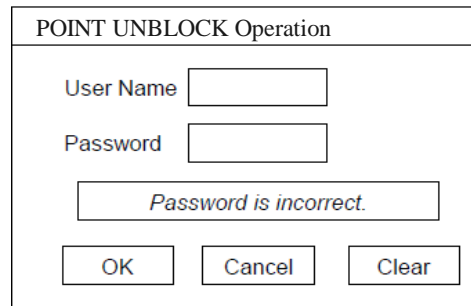 POINT UNBLOCK Operation
User Name
Password
Password is incorrect.
OK Cancel Clear